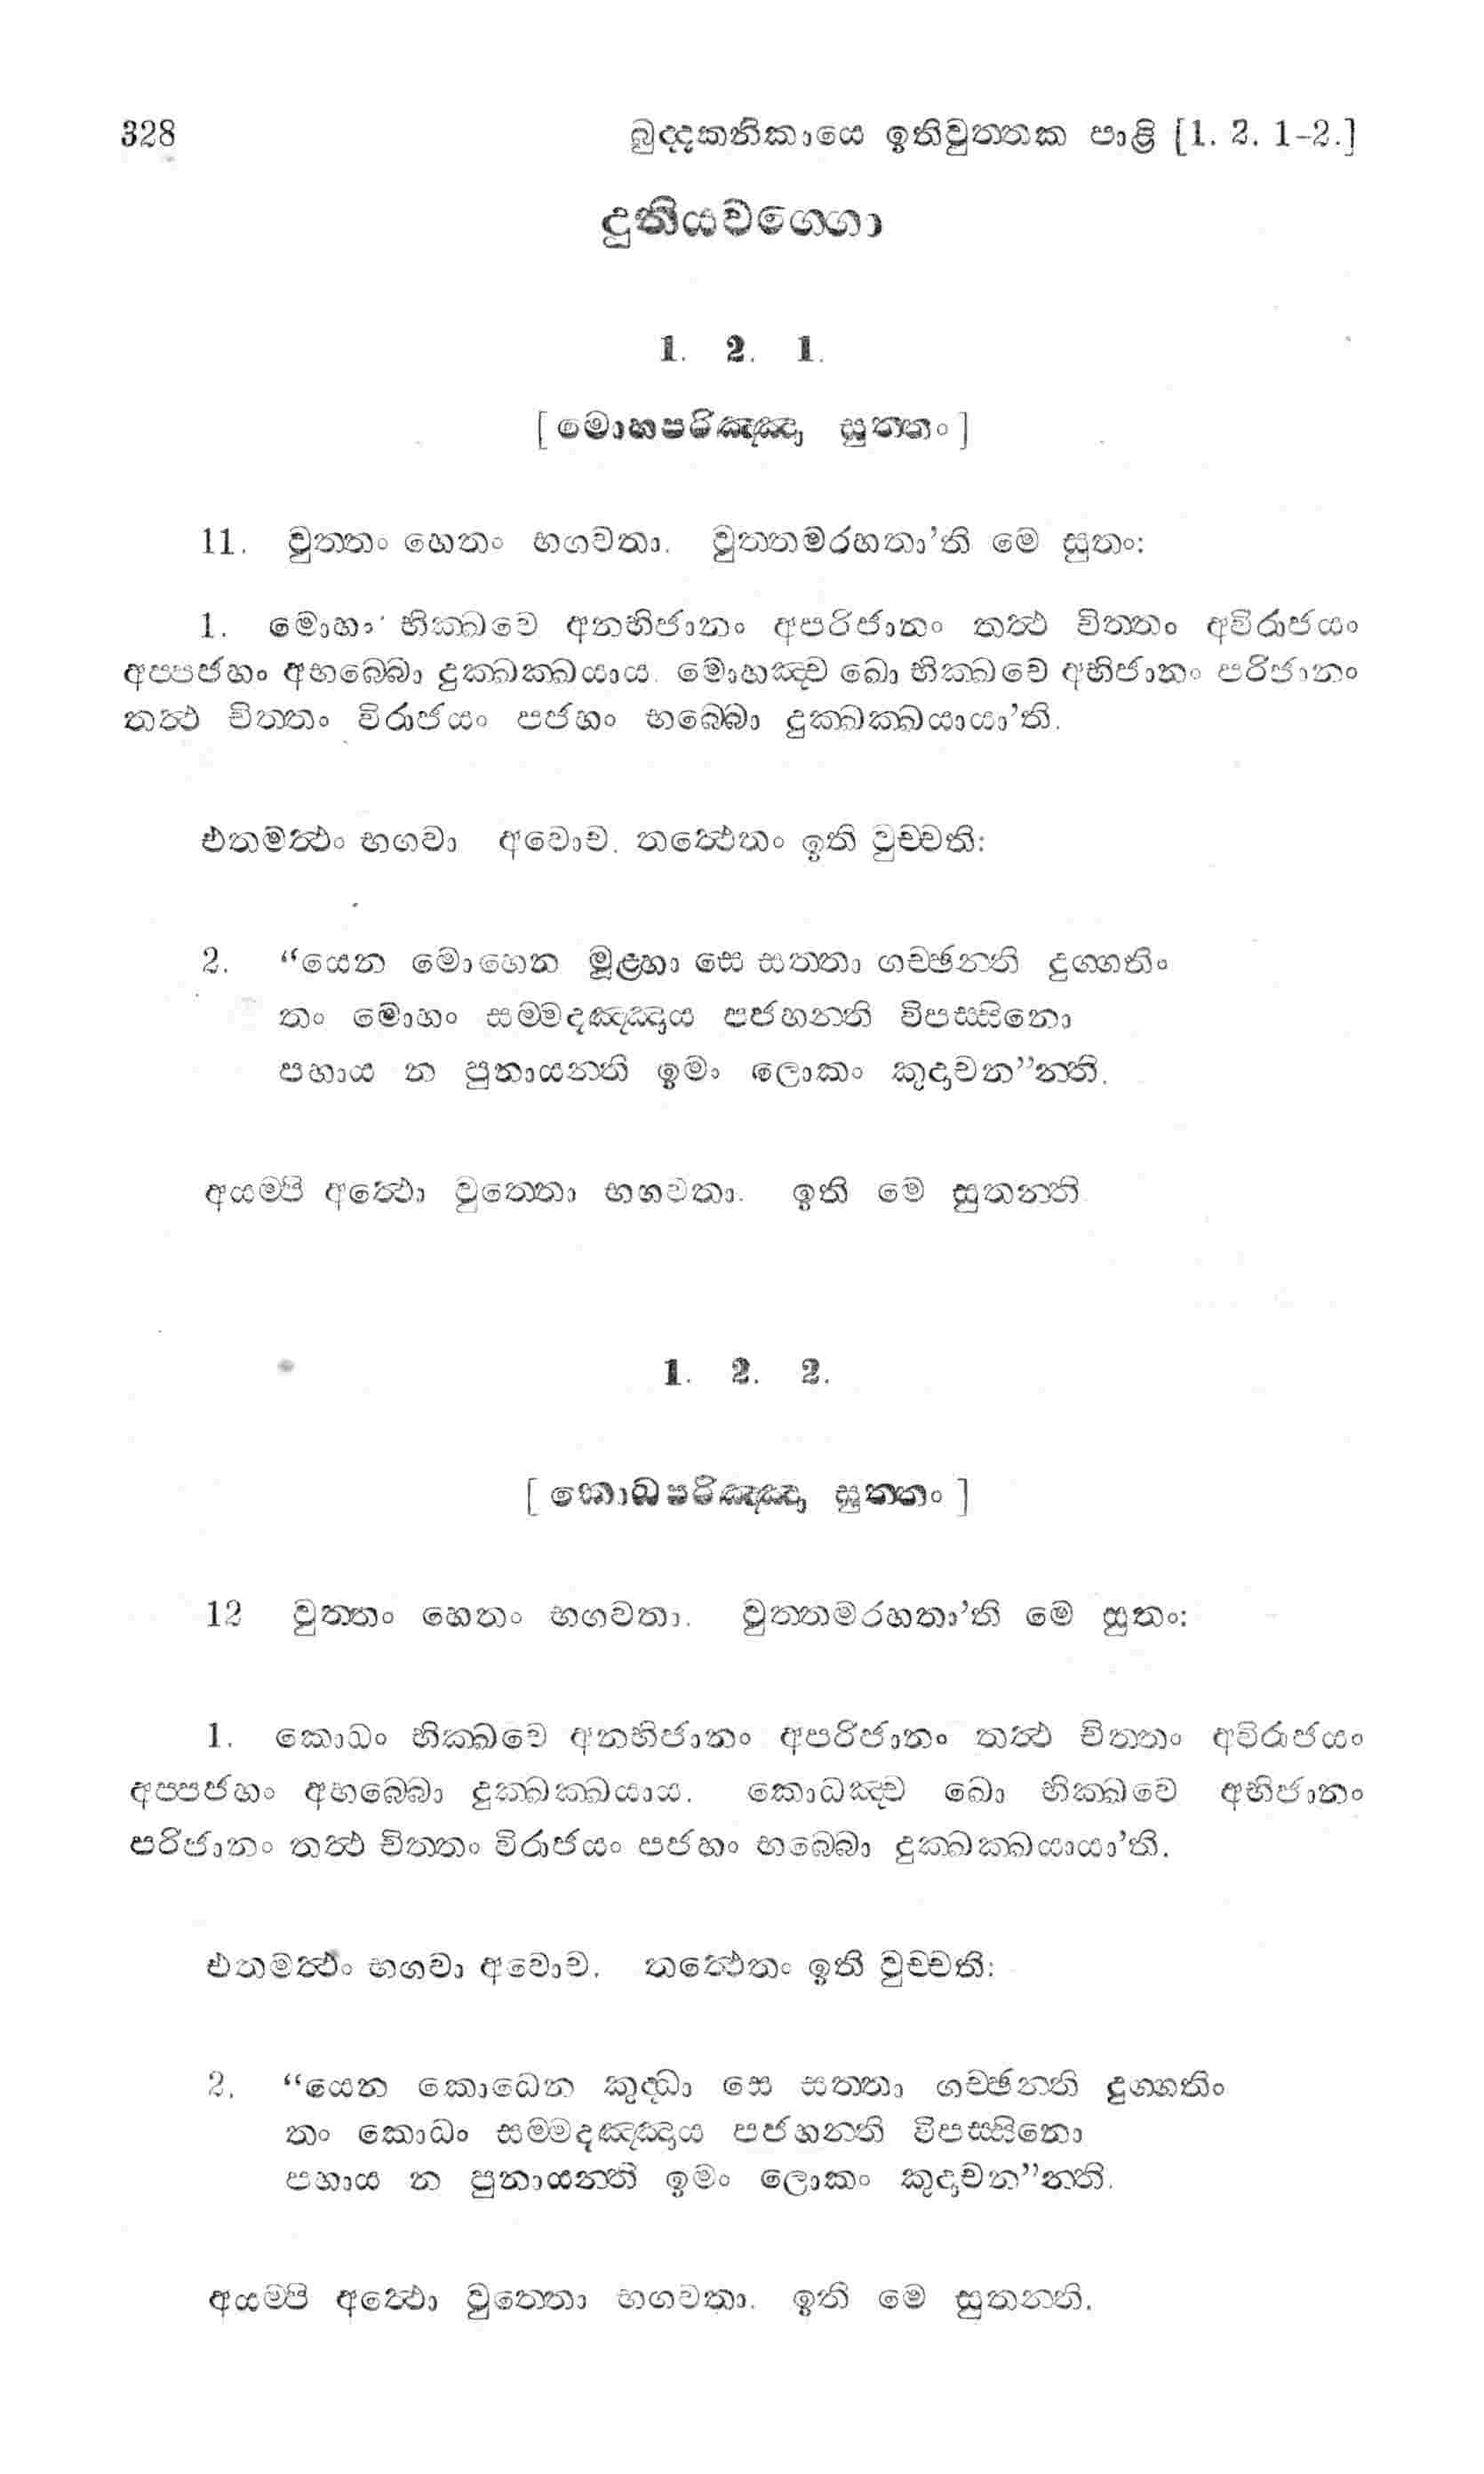 328 ඛුද්දකනිකායෙ ඉතිවුත්තක පාළි [1. 2. 1-2.]
දුතියවග්ගො
1. 2. 1.
[මොහපරිඤ්ඤා සුත්තං]
11. වුත්තං හෙතං භගවතා. වුත්තමරහතා'ති මෙ සුතං:
1. මොහං භික්ඛවෙ අනභිජානං අපරිජානං තත්ථ චිත්තං අවිරාජයං
අප්පජහං අභබ්බො දුක්ඛක්ඛයාය. මොහඤ්ච ඛො භික්ඛවෙ අභිජානං පරිජානං
තත්ථ චිත්තං විරාජයං පජහං භබ්බො දුක්ඛක්ඛයායා'ති.
එතමත්ථං භගවා අවොච. තත්ථෙතං ඉති වුච්චති:
2. “යෙන මොහෙන මූළ්හා සෙ සත්තා ගච්ඡන්ති දුග්ගතිං
තං මොහං සම්මදඤ්ඤාය පජහන්ති විපස්සිනො
පහාය න පුනායන්ති ඉමං ලොකං කුදාචන”න්ති.
අයම්පි අත්ථො වුත්තො භගවතා. ඉති මෙ සුතන්ති
1. 2. 2.
[කොධපරිඤ්ඤා සුත්තං]
12 වුත්තං හෙතං භගවතා. වුත්තමරහතා'ති මෙ සුතං:
1. කොධං භික්ඛවෙ අනභිජානං අපරිජානං තත්ථ චිත්තං අවිරාජයං
අප්පජහං අභබ්බො දුක්ඛක්ඛයාය. කොධඤ්ච ඛො භික්ඛවෙ අභිජානං
පරිජානං තත්ථ චිත්තං විරාජයං පජහං භබ්බො දුක්ඛක්ඛයායා'ති.
එතමත්ථං භගවා අවොච. තත්ථෙතං ඉති වුච්චති:
2. “යෙන කොධෙන කුද්ධා සෙ සත්තා ගච්ඡන්ති දුග්ගතිං
තං කොධං සම්මදඤ්ඤාය පජහන්ති විපස්සිනො
පහාය න පුනායන්ති ඉමං ලොකං කුදාචන”න්ති.
අයම්පි අත්ථො වුත්තො භගවතා. ඉති මෙ සුතන්ති.